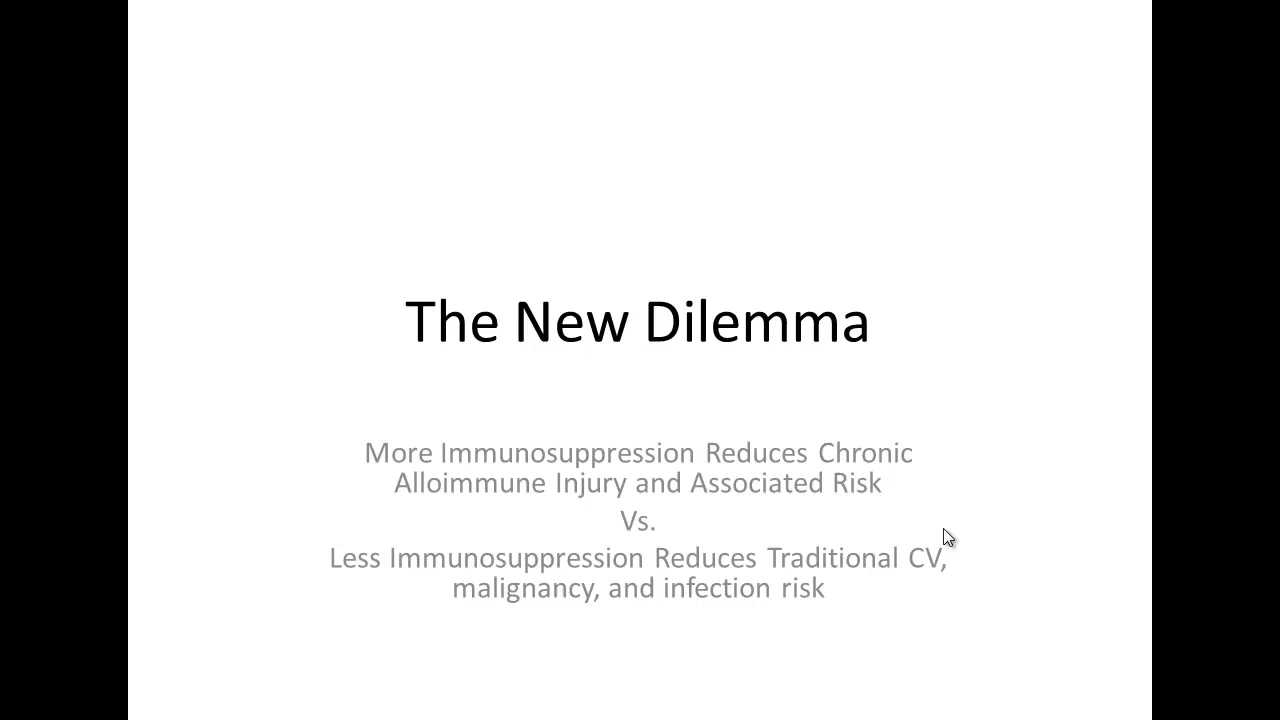 The New Dilemma
More Immunosuppression Reduces Chronic
Alloimmune Injury and Associated Risk
Vs.
Less Immunosuppression Reduces Traditional CV,
malignancy, and infection risk